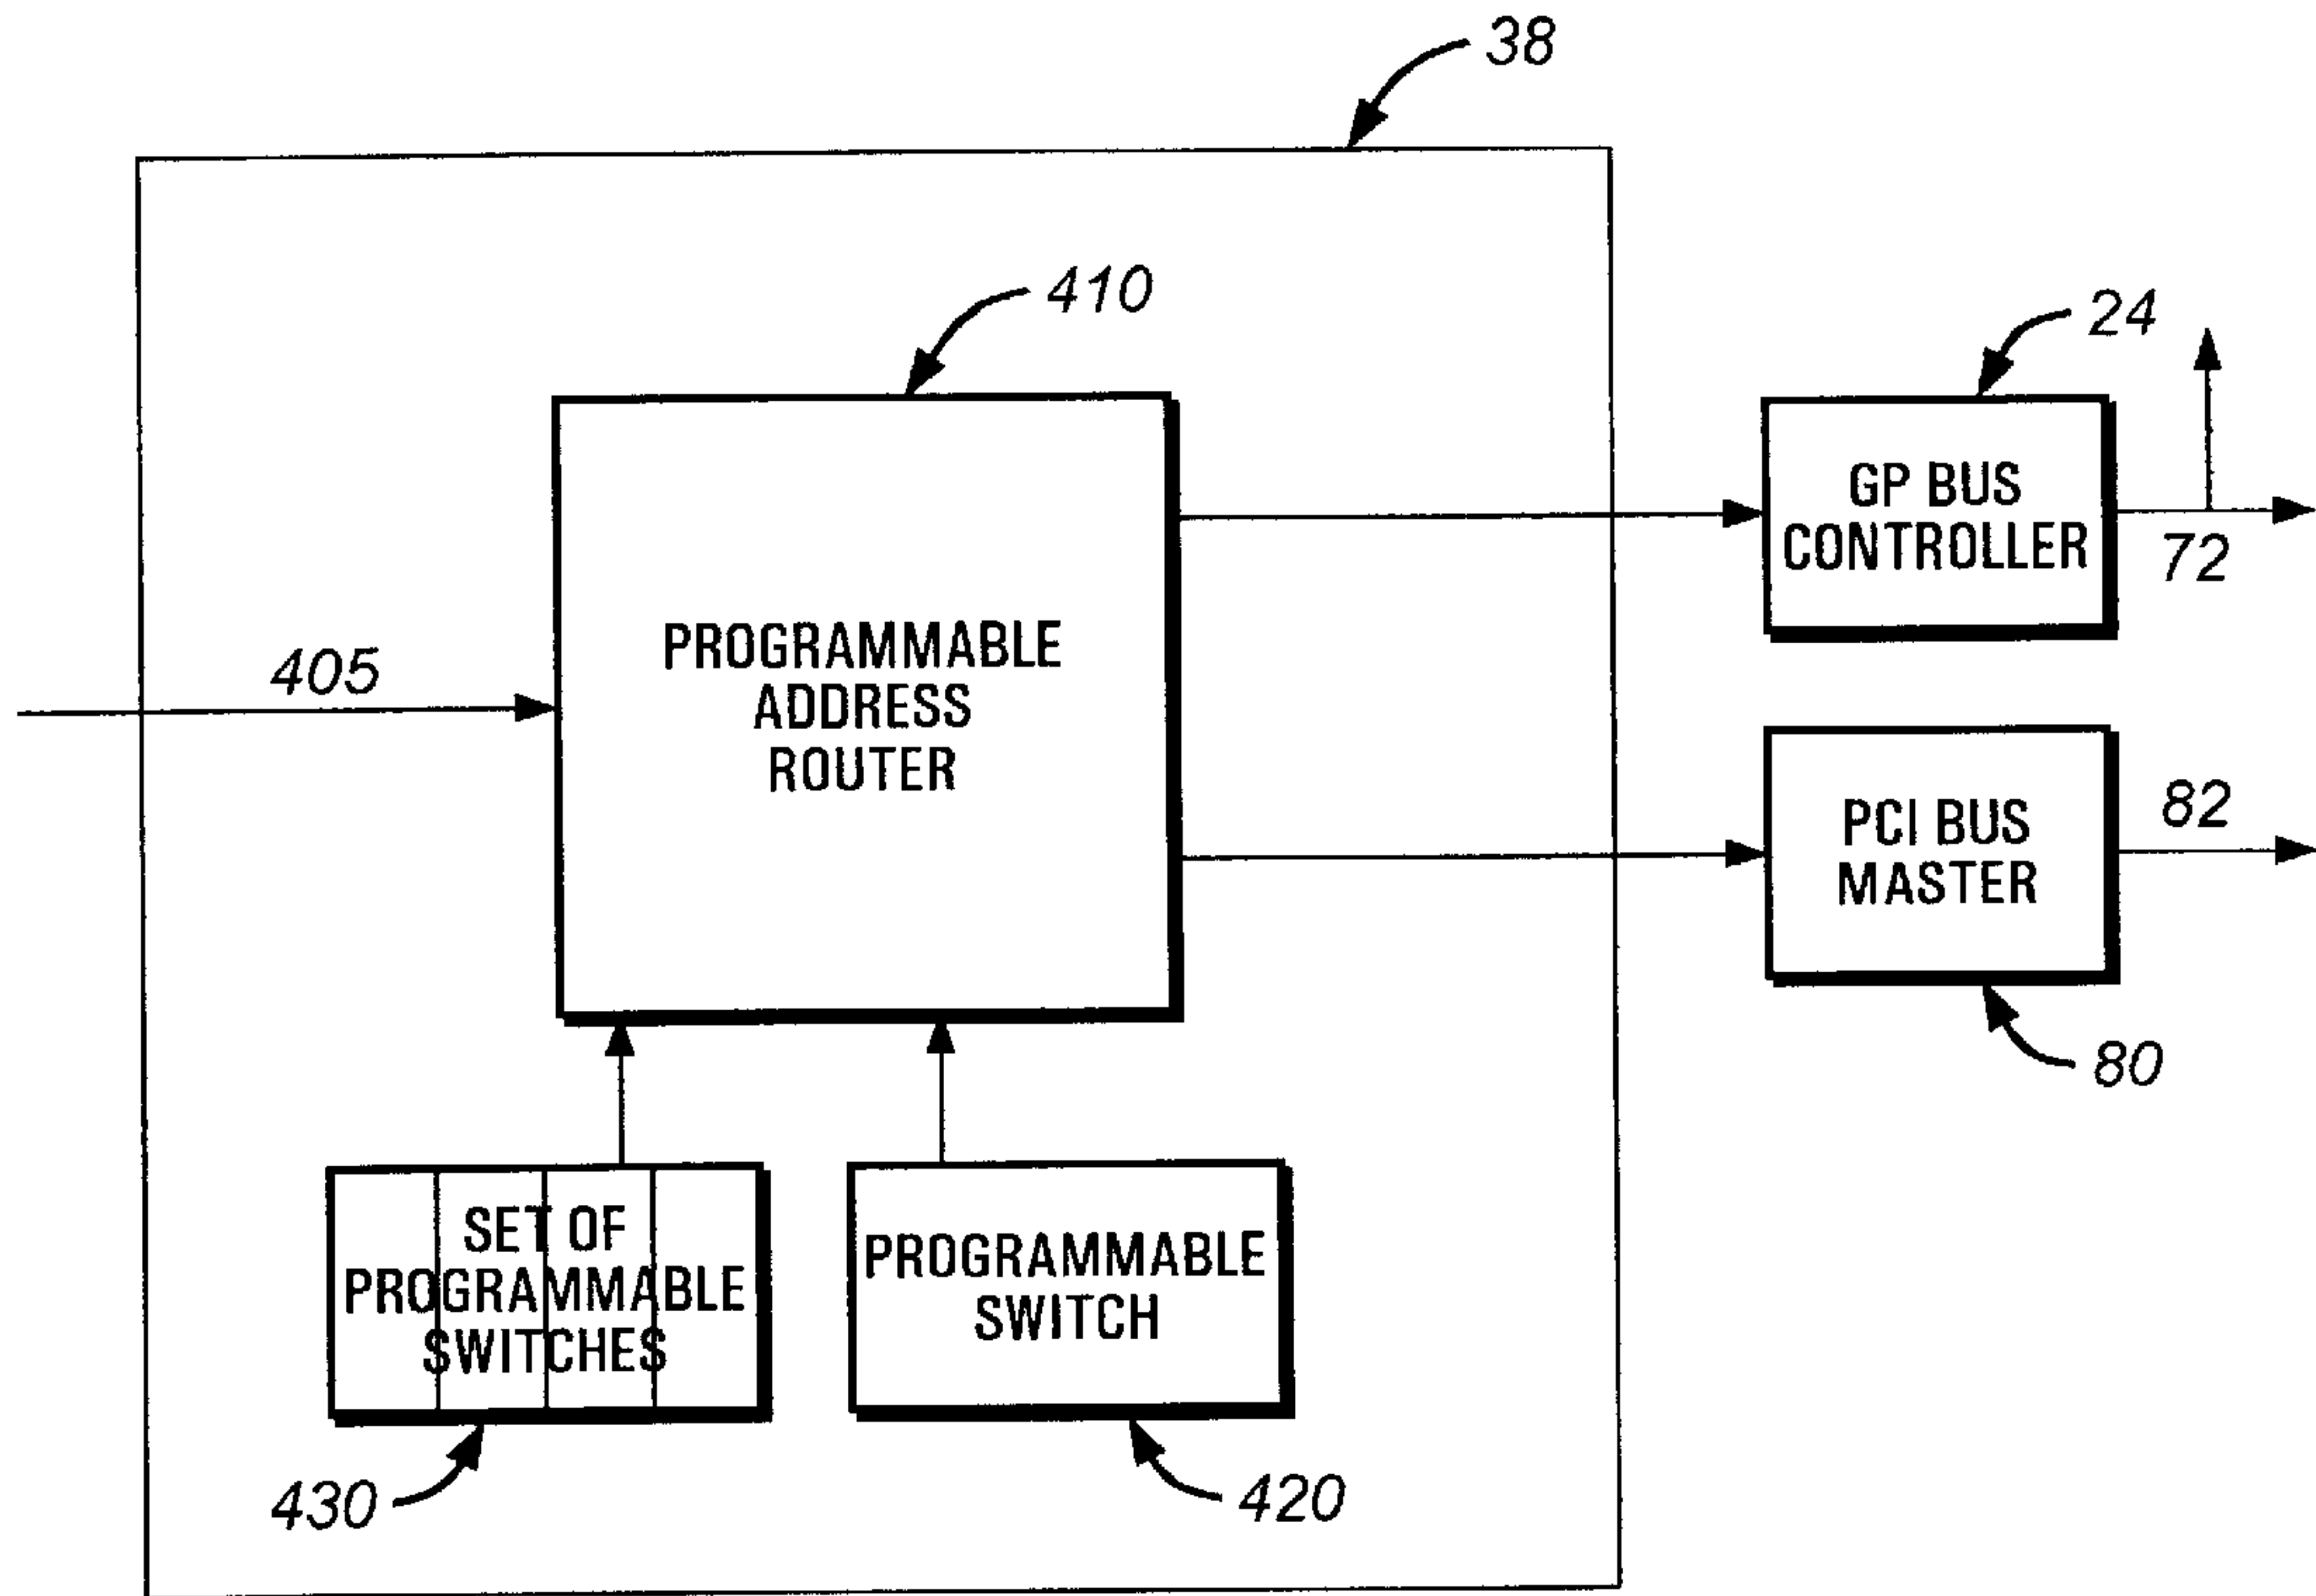 38
410
24
GP BUS
CONTROLLER
72
405
PROGRAMMABLE
ADDRESS
ROUTER
82
PCI BUS
MASTER
80
SET OF
PROGRAMMABLE
SWITCHES
PROGRAMMABLE
SWITCH
430
420